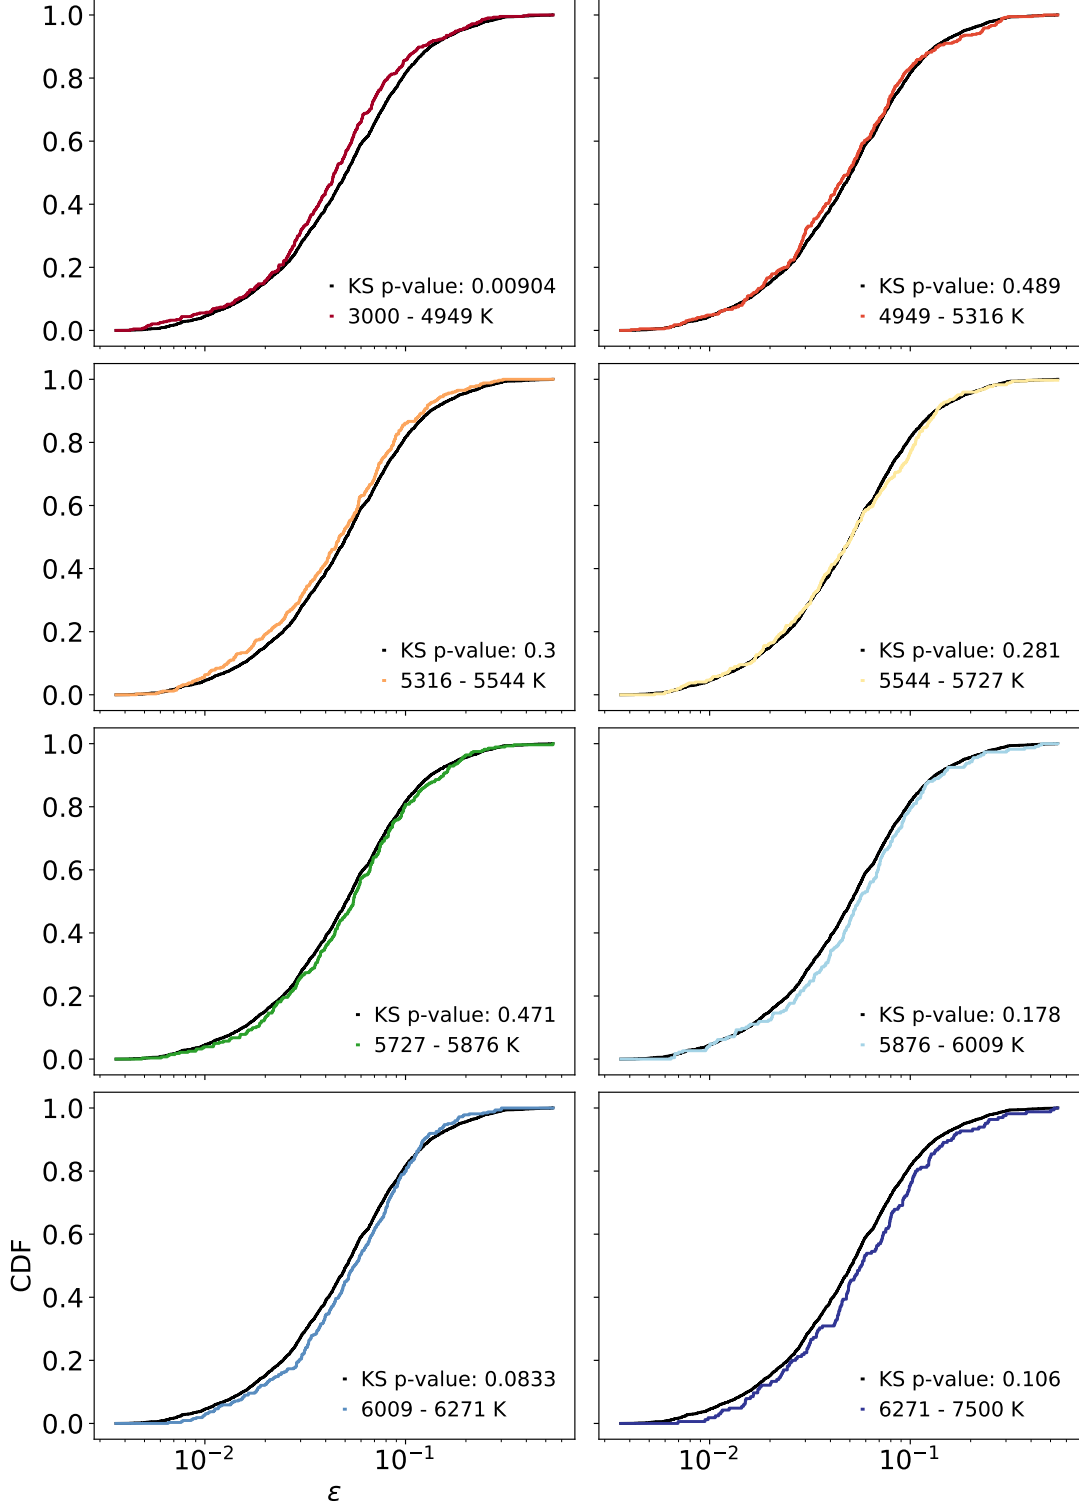 1.0
0.8
0.6
0.4
0.2
0.0
KS p-value: 0.00904
3000 - 4949 K
KS p-value: 0.489
4949 - 5316 K
1.0
0.8
0.6
0.4
0.2
0.0
KS p-value: 0.3
5316 - 5544 K
KS p-value: 0.281
5544 - 5727 K
1.0
0.8
0.6
0.4
0.2
0.0
KS p-value: 0.471
5727 - 5876 K
KS p-value: 0.178
5876 - 6009 K
CDF
1.0
0.8
0.6
0.4
0.2
0.0
KS p-value: 0.0833
6009 - 6271 K
KS p-value: 0.106
6271 - 7500 K
10⁻² 10⁻¹ 10⁻² 10⁻¹
ε